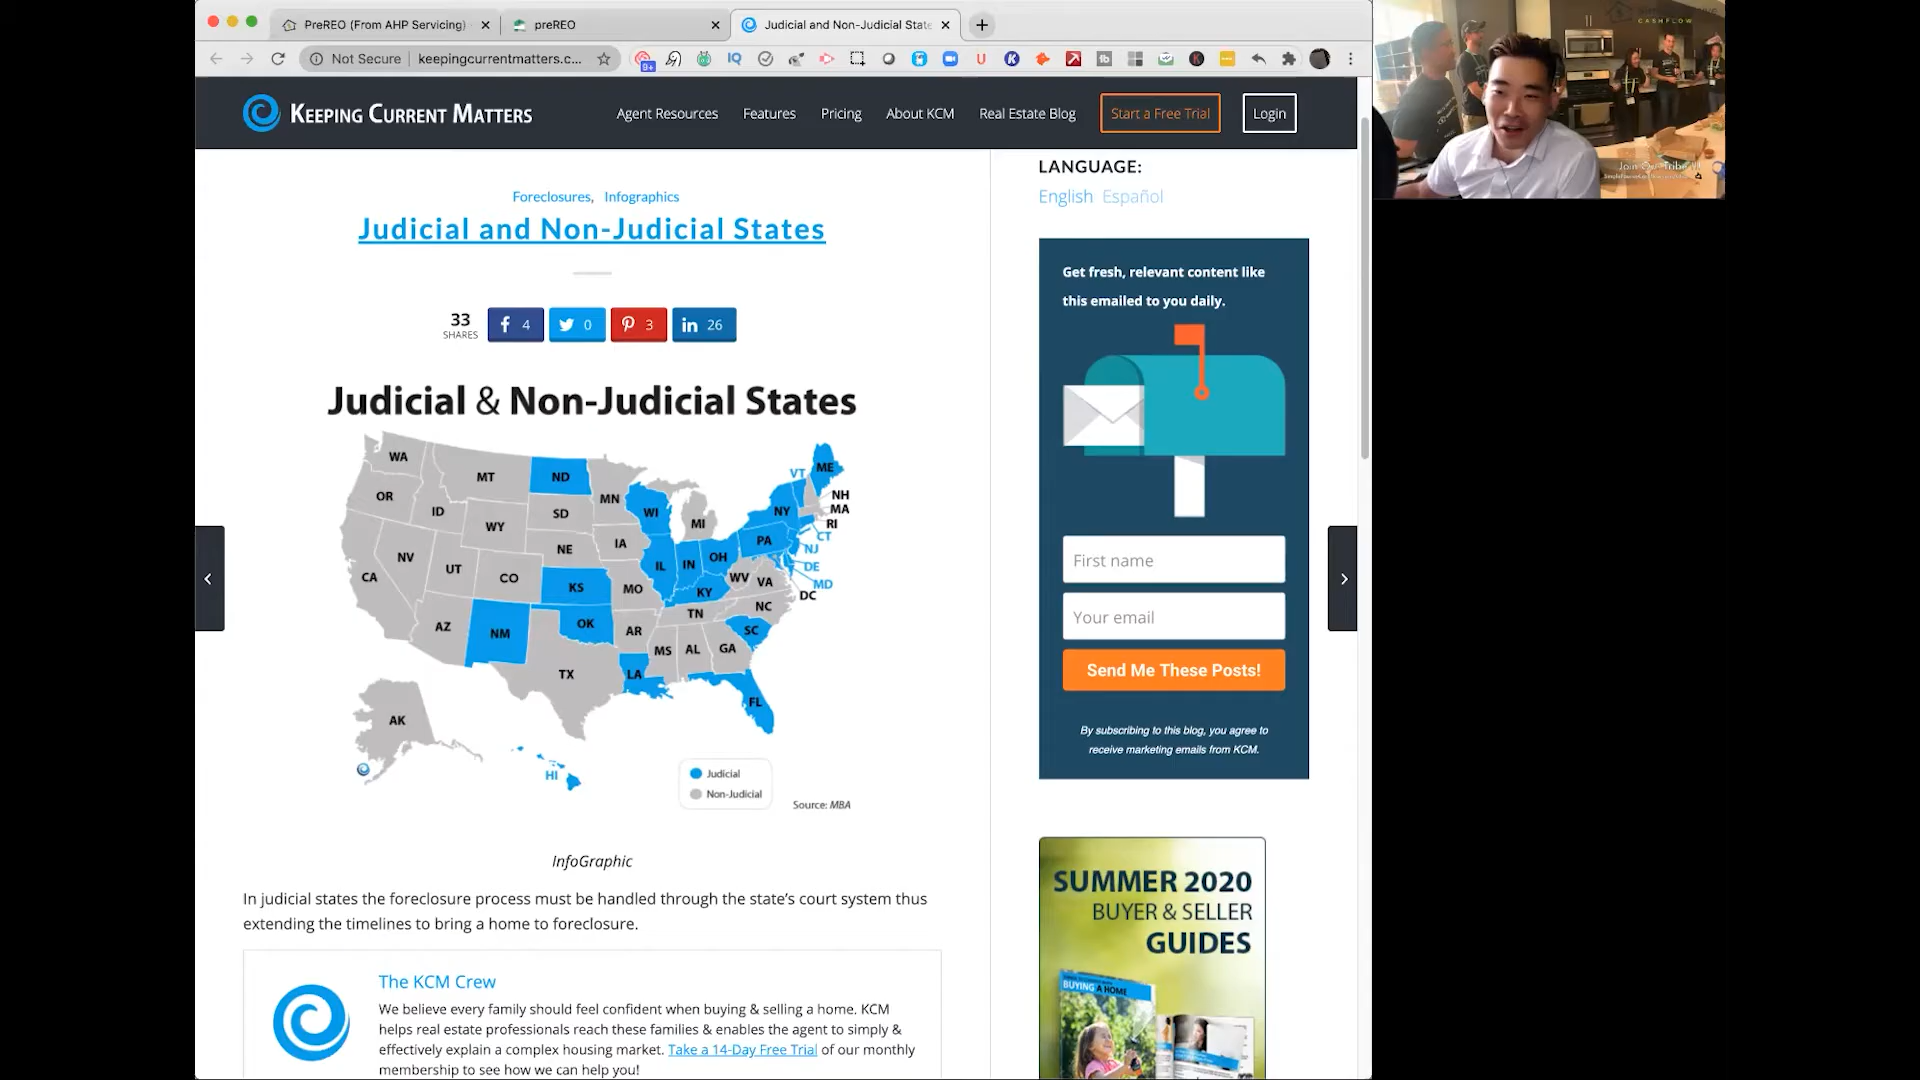 PreREO (From AHP Servicing)
preREO
Judicial and Non-Judicial State
Not Secure
keepingcurrentmatters.c...
9+
CASHFLOW
KEEPING CURRENT MATTERS
Agent Resources
Features
Pricing
About KCM
Real Estate Blog
Start a Free Trial
Login
Join Our Tribe !!!
Foreclosures, Infographics
Judicial and Non-Judicial States
33
SHARES
4
0
3
in 26
Judicial & Non-Judicial States
WA
MT
ND
MN
OR
ID
WY
SD
WI
MI
VT
ME
NY
NH
MA
RI
CT
NV
UT
CO
NE
IA
IL
IN
OH
PA
NJ
DE
MD
DC
CA
KS
MO
KY
WV
VA
AZ
NM
OK
AR
TN
NC
SC
TX
LA
MS
AL
GA
FL
AK
HI
Judicial
Non-Judicial
Source: MBA
InfoGraphic
In judicial states the foreclosure process must be handled through the state's court system thus
extending the timelines to bring a home to foreclosure.
The KCM Crew
We believe every family should feel confident when buying & selling a home. KCM
helps real estate professionals reach these families & enables the agent to simply &
effectively explain a complex housing market. Take a 14-Day Free Trial of our monthly
membership to see how we can help you!
LANGUAGE:
English Español
Get fresh, relevant content like
this emailed to you daily.
First name
Your email
Send Me These Posts!
By subscribing to this blog, you agree to
receive marketing emails from KCM.
SUMMER 2020
BUYER & SELLER
GUIDES
BUYING A HOME